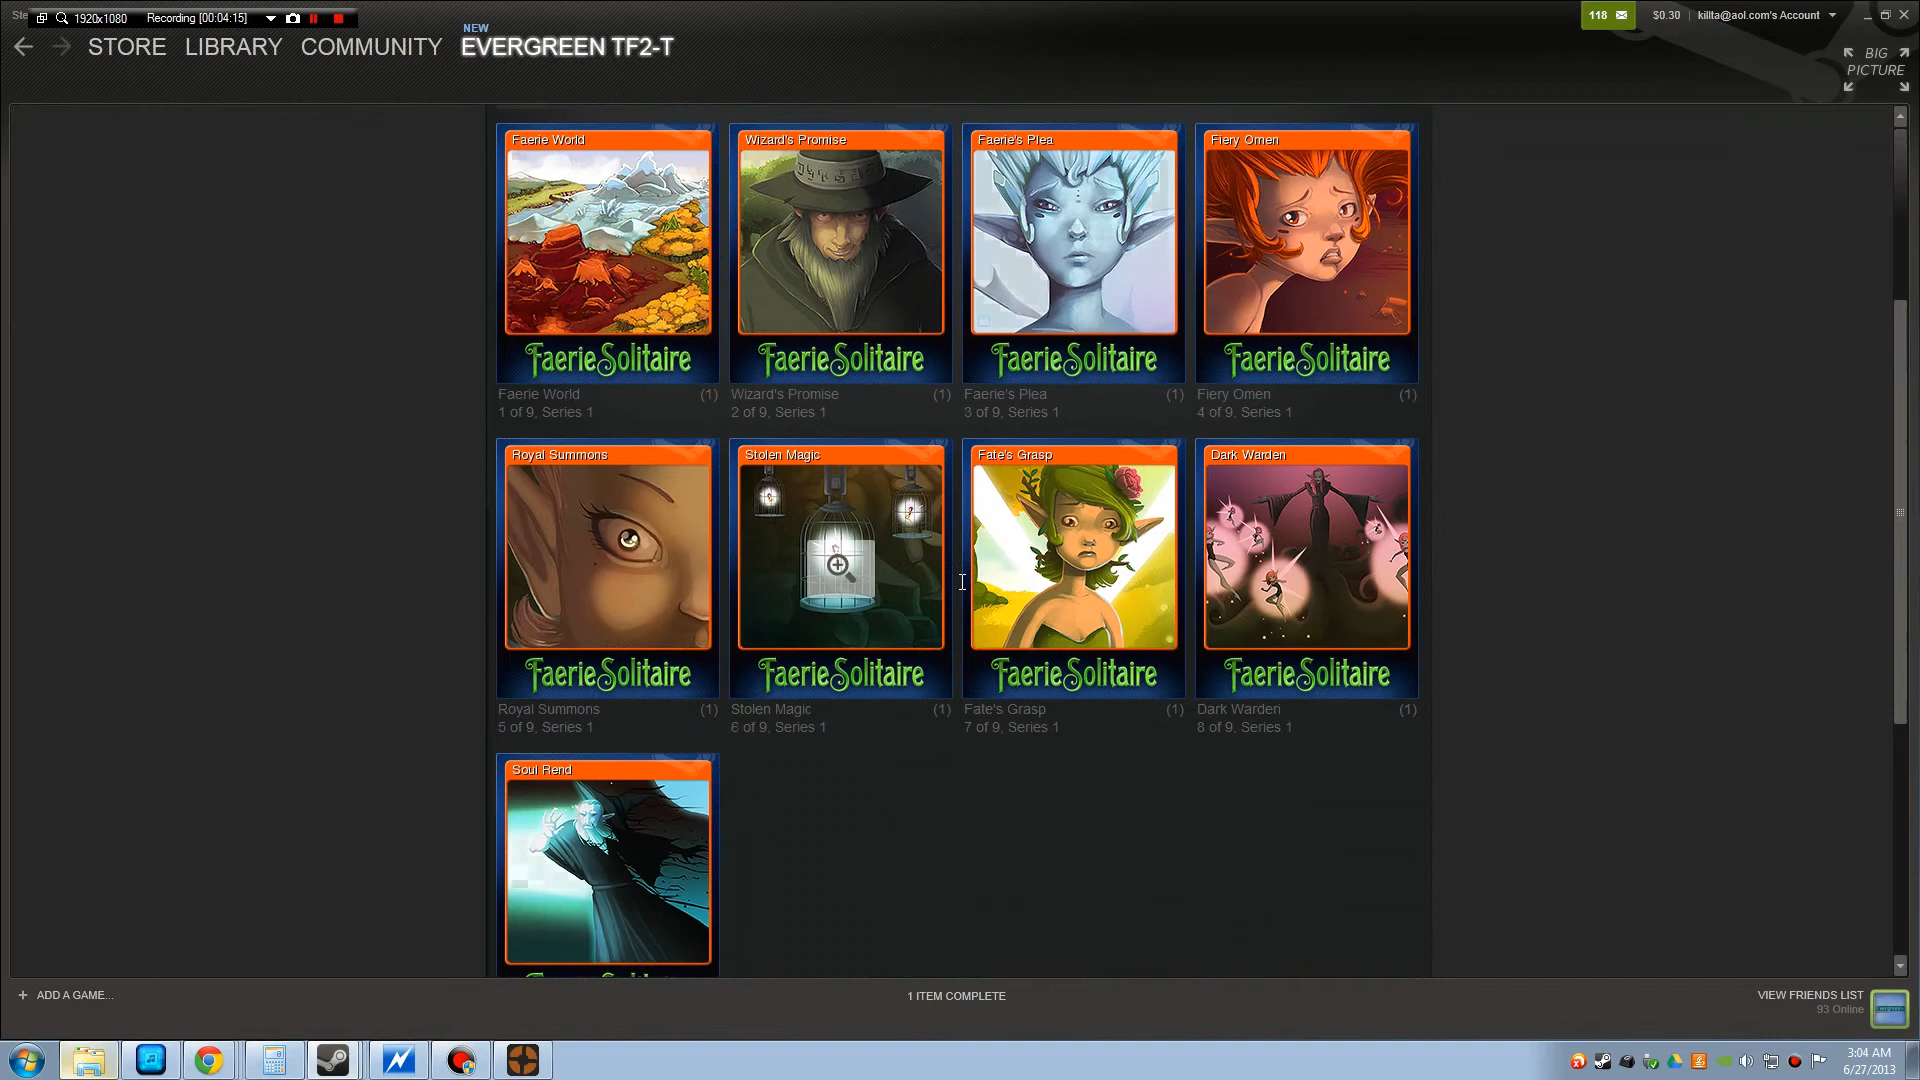 Ste
1920x1080
Recording [00:04:15]
118
$0.30
killta@aol.com's Account
STORE
LIBRARY
COMMUNITY
NEW
EVERGREEN TF2-T
BIG
PICTURE
Faerie World
Wizard's Promise
Faerie's Plea
Fiery Omen
FaerieSolitaire
FaerieSolitaire
FaerieSolitaire
FaerieSolitaire
Faerie World (1)
Wizard's Promise (1)
Faerie's Plea (1)
Fiery Omen (1)
1 of 9, Series 1
2 of 9, Series 1
3 of 9, Series 1
4 of 9, Series 1
Royal Summons
Stolen Magic
Fate's Grasp
Dark Warden
FaerieSolitaire
FaerieSolitaire
FaerieSolitaire
FaerieSolitaire
Royal Summons (1)
Stolen Magic (1)
Fate's Grasp (1)
Dark Warden (1)
5 of 9, Series 1
6 of 9, Series 1
7 of 9, Series 1
8 of 9, Series 1
Soul Rend
+ ADD A GAME...
1 ITEM COMPLETE
VIEW FRIENDS LIST
93 Online
3:04 AM
6/27/2013